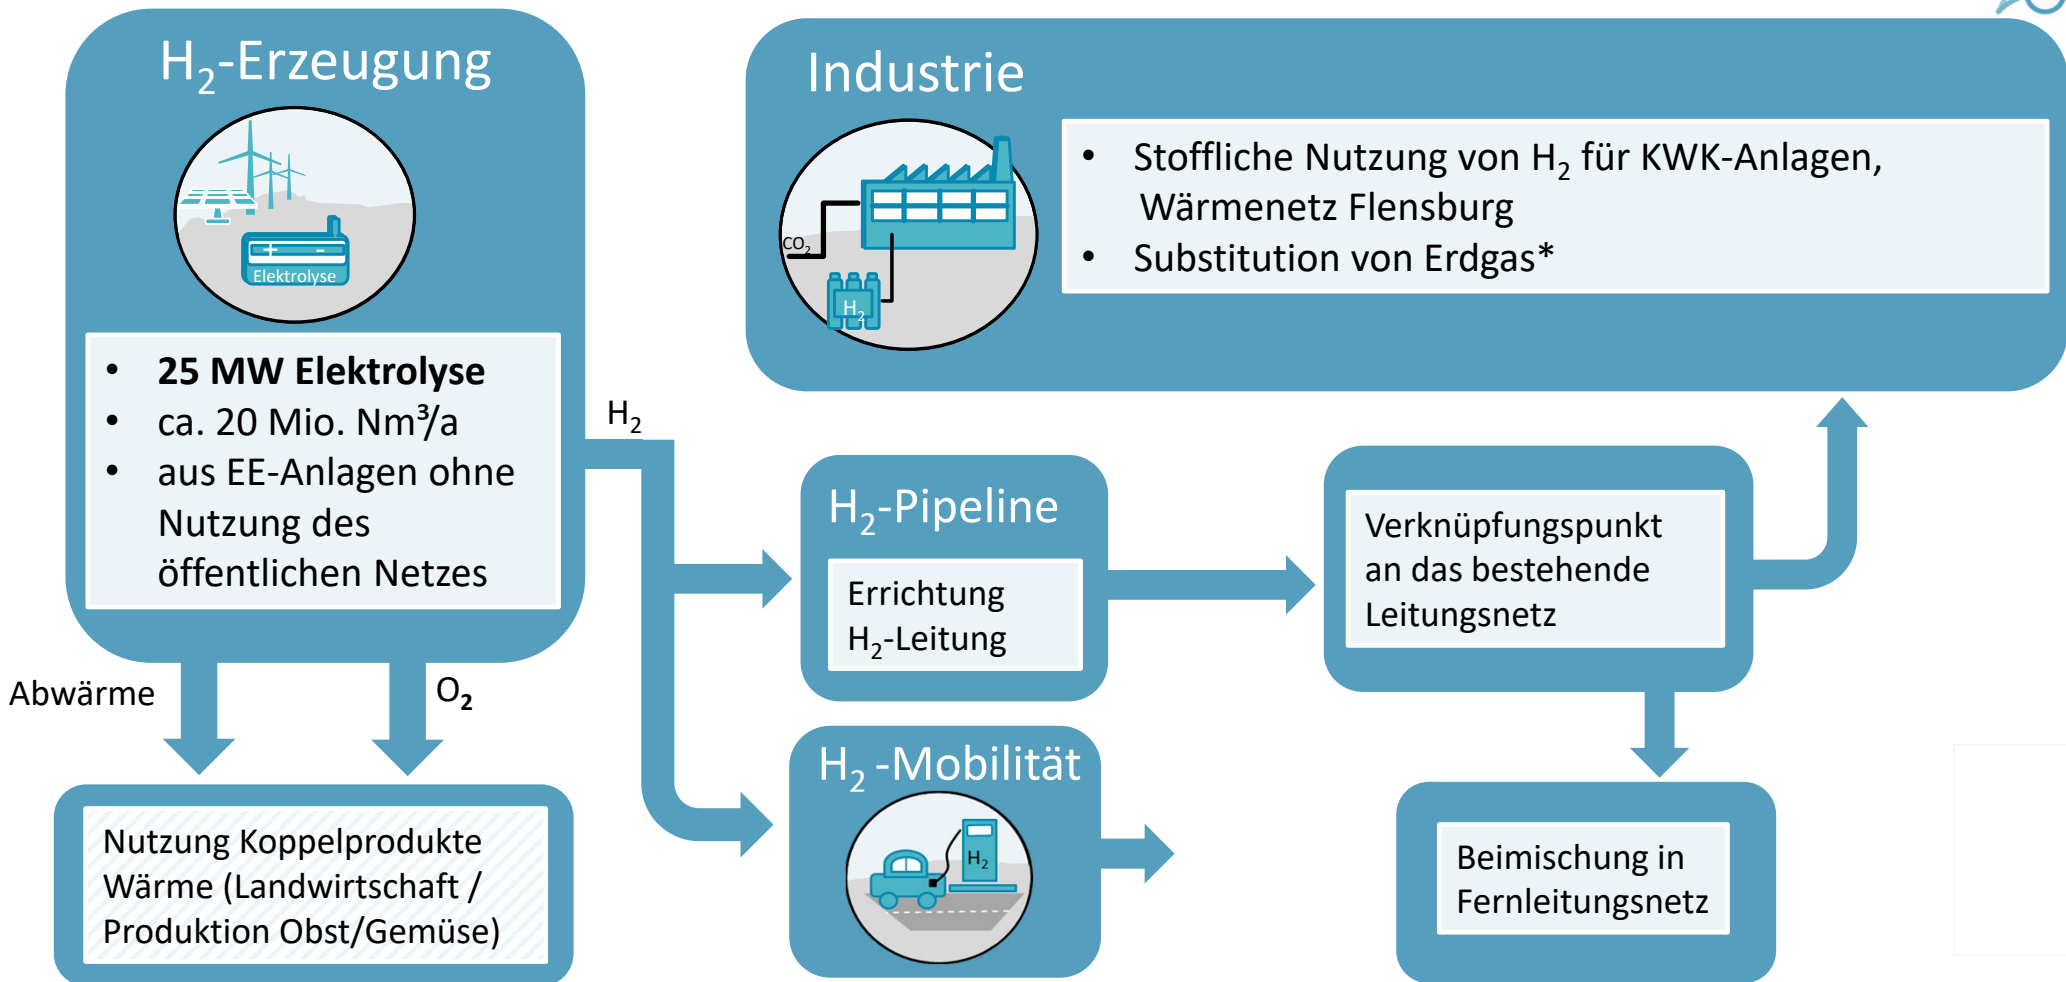 H₂-Erzeugung
+ -
Elektrolyse
• 25 MW Elektrolyse
• ca. 20 Mio. Nm³/a
• aus EE-Anlagen ohne
Nutzung des
öffentlichen Netzes
Industrie
CO₂
H₂
• Stoffliche Nutzung von H₂ für KWK-Anlagen,
Wärmenetz Flensburg
• Substitution von Erdgas*
H₂
H₂-Pipeline
Errichtung
H₂-Leitung
Verknüpfungspunkt
an das bestehende
Leitungsnetz
Abwärme
O₂
Nutzung Koppelprodukte
Wärme (Landwirtschaft /
Produktion Obst/Gemüse)
H₂ -Mobilität
H₂
Beimischung in
Fernleitungsnetz